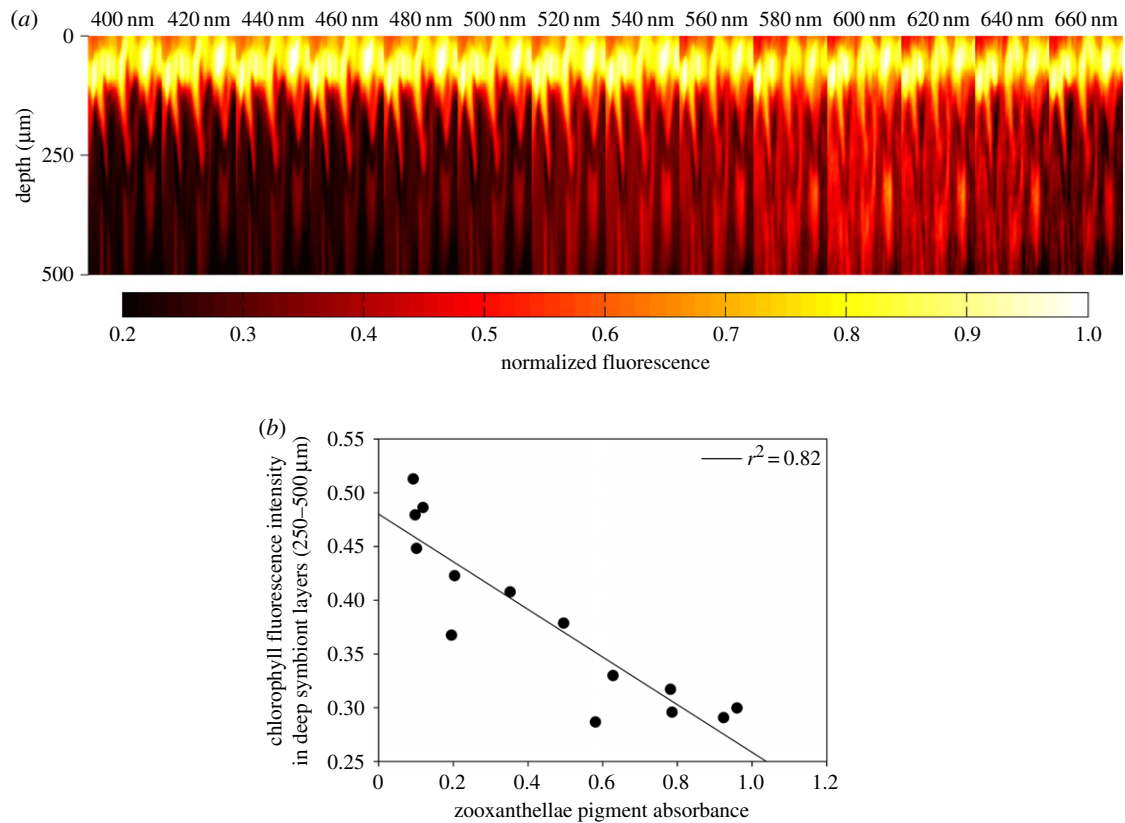 (a)
400 nm 420 nm 440 nm 460 nm 480 nm 500 nm 520 nm 540 nm 560 nm 580 nm 600 nm 620 nm 640 nm 660 nm
0
250
500
depth (µm)
0.2 0.3 0.4 0.5 0.6 0.7 0.8 0.9 1.0
normalized fluorescence
(b)
chlorophyll fluorescence intensity
in deep symbiont layers (250–500 µm)
0.55
0.50
0.45
0.40
0.35
0.30
0.25
r² = 0.82
0 0.2 0.4 0.6 0.8 1.0 1.2
zooxanthellae pigment absorbance